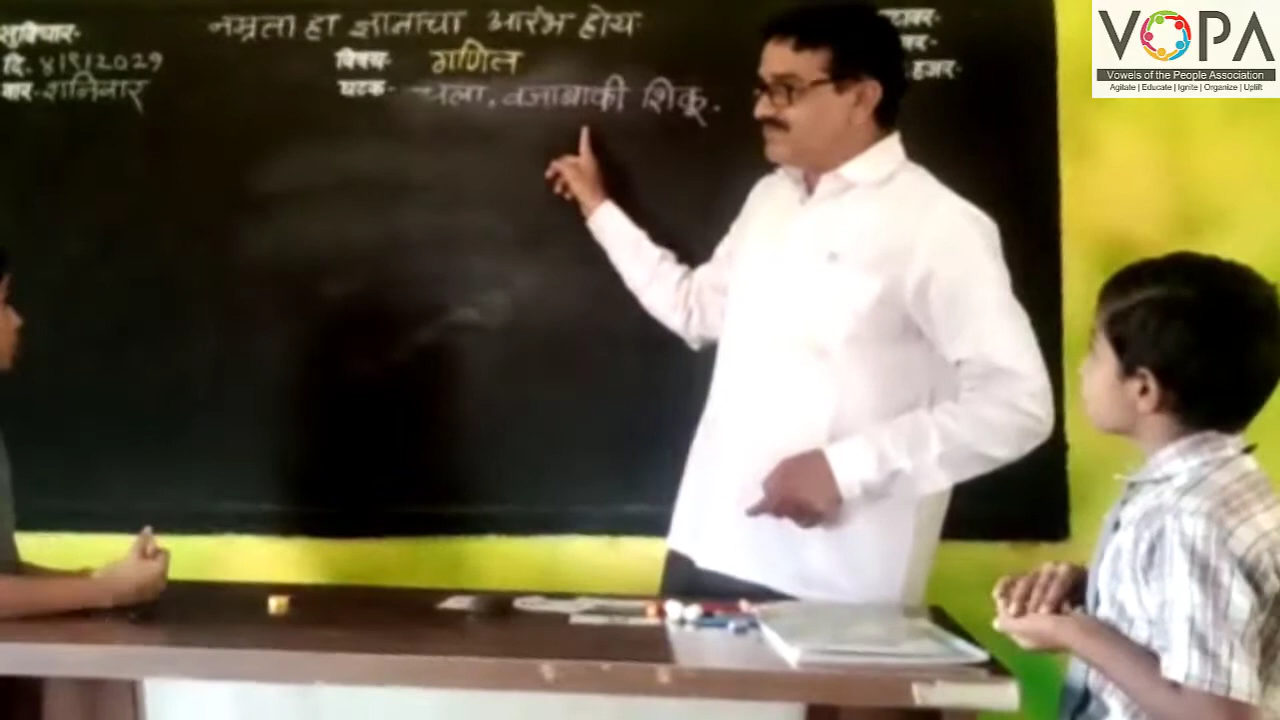 सुविचार- नम्रता हा ज्ञानाचा आरंभ होय
दि. ४/९/२०२१ विषय- गणित
वार- शनिवार घटक- चला, वजाबाकी शिकू.
हजर-
VOPA
Vowels of the People Association
Agitate | Educate | Ignite | Organize | Uplift